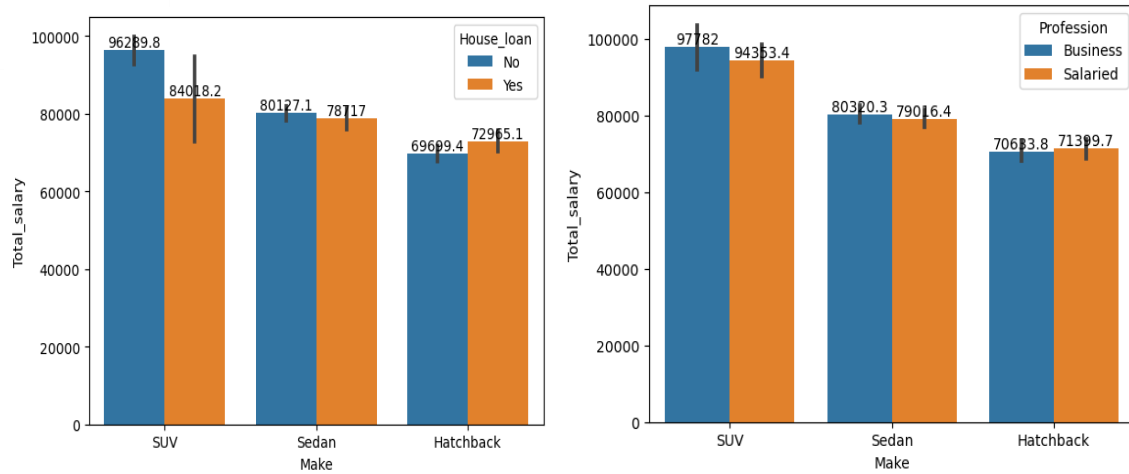 House_loan
No
Yes
96289.8
84018.2
80127.1
78717
69699.4
72965.1
100000
80000
60000
40000
20000
0
Total_salary
SUV
Sedan
Hatchback
Make
Profession
Business
Salaried
97782
94353.4
80320.3
79016.4
70633.8
71399.7
100000
80000
60000
40000
20000
0
Total_salary
SUV
Sedan
Hatchback
Make